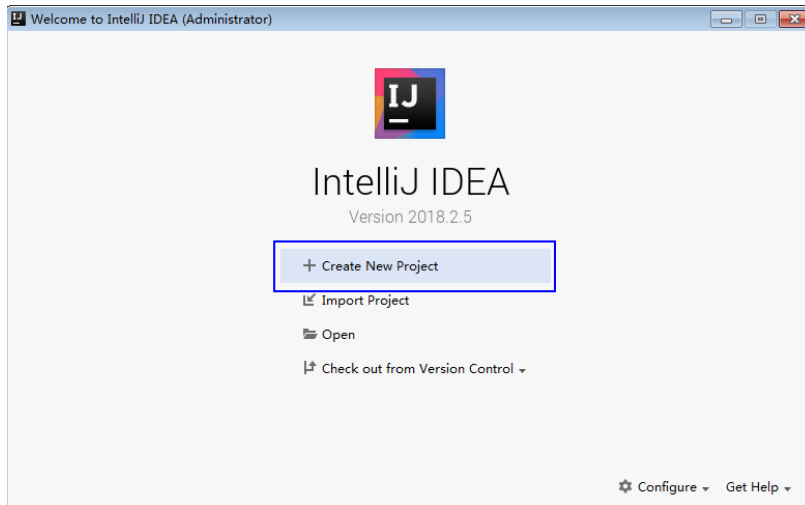 Welcome to IntelliJ IDEA (Administrator)
IJ
IntelliJ IDEA
Version 2018.2.5
Create New Project
Import Project
Open
Check out from Version Control
Configure Get Help